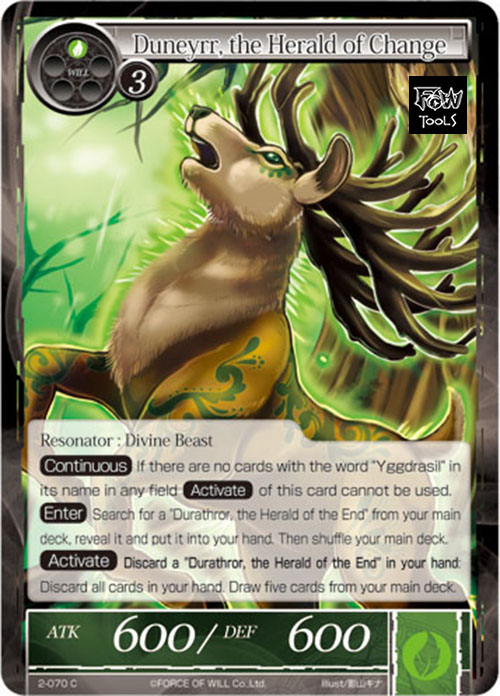 Duneyrr, the Herald of Change
WILL
3
FOW
TOOLS
Resonator : Divine Beast
Continuous If there are no cards with the word "Yggdrasil" in
its name in any field Activate of this card cannot be used.
Enter Search for a "Durathror, the Herald of the End" from your main
deck, reveal it and put it into your hand. Then shuffle your main deck.
Activate Discard a "Durathror, the Herald of the End" in your hand:
Discard all cards in your hand. Draw five cards from your main deck.
ATK 600/ DEF 600
2-070 C ©FORCE OF WILL Co.,Ltd. Illust/影山キナ